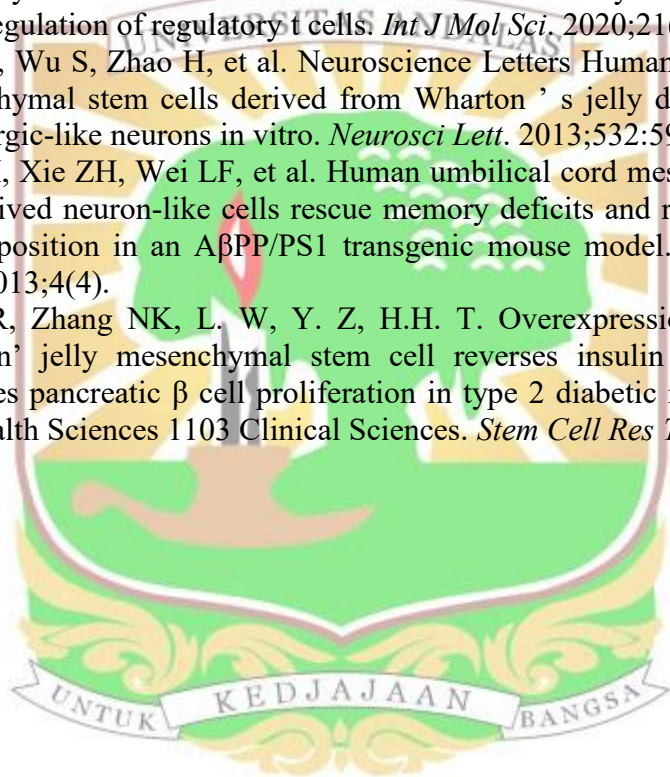 egulation of regulatory t cells. Int J Mol Sci. 2020;21(
UNIVERSITAS ANDALAS
, Wu S, Zhao H, et al. Neuroscience Letters Human
hymal stem cells derived from Wharton ’ s jelly d
rgic-like neurons in vitro. Neurosci Lett. 2013;532:59
, Xie ZH, Wei LF, et al. Human umbilical cord mes
ived neuron-like cells rescue memory deficits and r
position in an AβPP/PS1 transgenic mouse model.
013;4(4).
R, Zhang NK, L. W, Y. Z, H.H. T. Overexpressio
n’ jelly mesenchymal stem cell reverses insulin
es pancreatic β cell proliferation in type 2 diabetic
alth Sciences 1103 Clinical Sciences. Stem Cell Res T
UNTUK KEDJAJAAN BANGSA